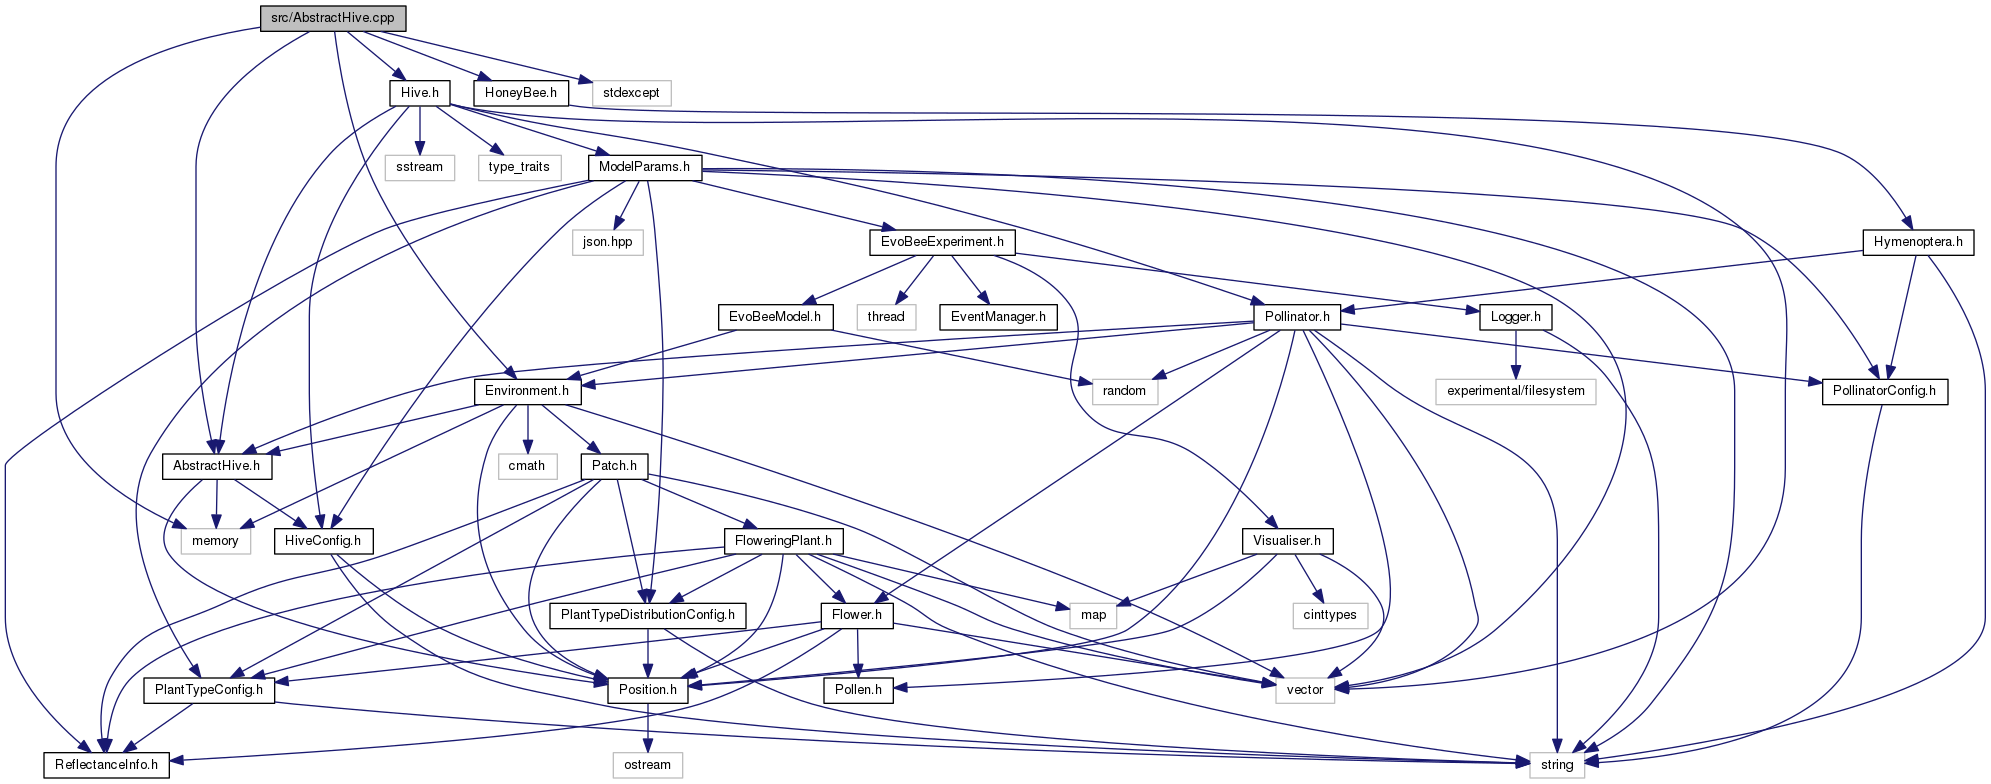 src/AbstractHive.cpp
Hive.h
HoneyBee.h
stdexcept
sstream
type_traits
ModelParams.h
json.hpp
EvoBeeExperiment.h
Hymenoptera.h
EvoBeeModel.h
thread
EventManager.h
Pollinator.h
Logger.h
Environment.h
random
experimental/filesystem
PollinatorConfig.h
AbstractHive.h
cmath
Patch.h
memory
HiveConfig.h
FloweringPlant.h
Visualiser.h
PlantTypeDistributionConfig.h
Flower.h
map
cinttypes
PlantTypeConfig.h
Position.h
Pollen.h
vector
ReflectanceInfo.h
ostream
string